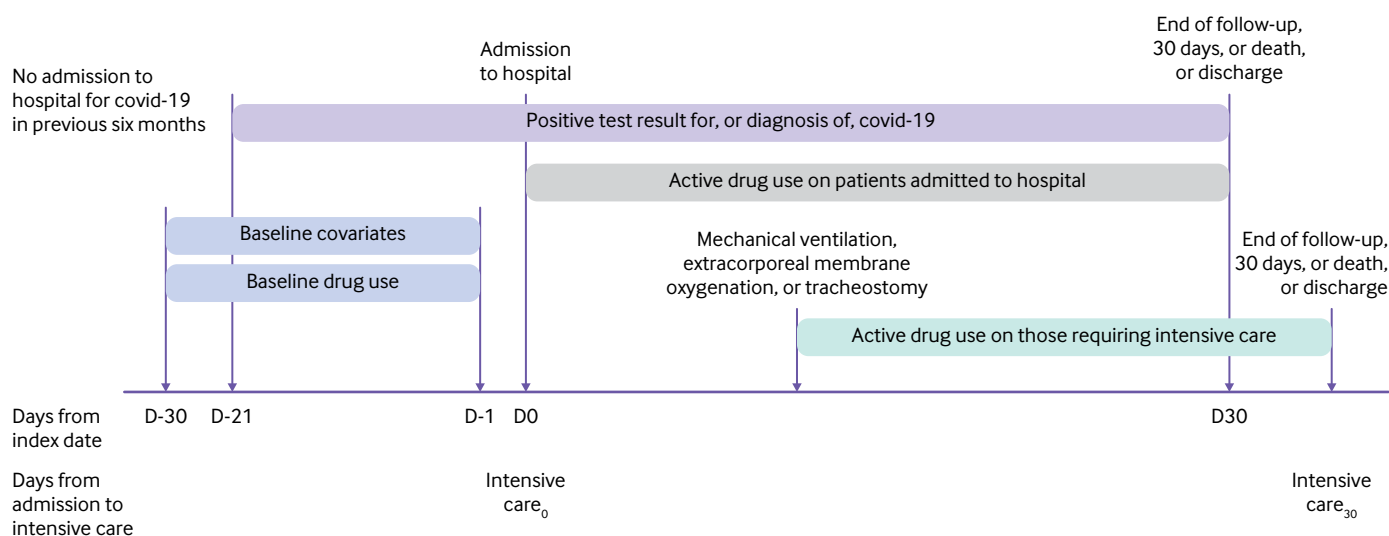 No admission to
hospital for covid-19
in previous six months
Admission
to hospital
End of follow-up,
30 days, or death,
or discharge
Positive test result for, or diagnosis of, covid-19
Active drug use on patients admitted to hospital
Baseline covariates
Baseline drug use
Mechanical ventilation,
extracorporeal membrane
oxygenation, or tracheostomy
End of follow-up,
30 days, or death,
or discharge
Active drug use on those requiring intensive care
Days from
index date
D-30 D-21 D-1 D0 D30
Days from
admission to
intensive care
Intensive
care₀
Intensive
care₃₀